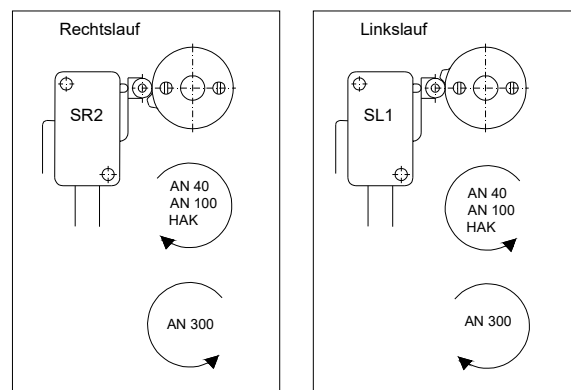 Rechtslauf
SR2
AN 40
AN 100
HAK
AN 300
Linkslauf
SL1
AN 40
AN 100
HAK
AN 300